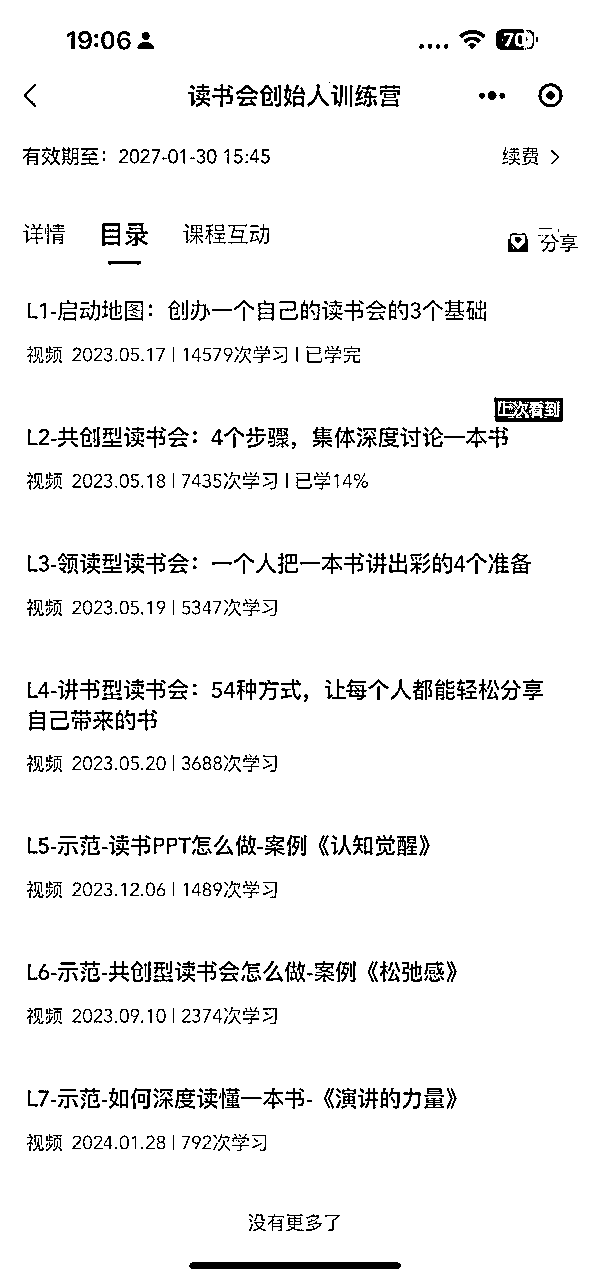 19:06
70
读书会创始人训练营
有效期至：2027-01-30 15:45
续费
详情 目录 课程互动
分享
L1-启动地图：创办一个自己的读书会的3个基础
视频 2023.05.17 | 14579次学习 | 已学完
上次看到
L2-共创型读书会：4个步骤，集体深度讨论一本书
视频 2023.05.18 | 7435次学习 | 已学14%
L3-领读型读书会：一个人把一本书讲出彩的4个准备
视频 2023.05.19 | 5347次学习
L4-讲书型读书会：54种方式，让每个人都能轻松分享
自己带来的书
视频 2023.05.20 | 3688次学习
L5-示范-读书PPT怎么做-案例《认知觉醒》
视频 2023.12.06 | 1489次学习
L6-示范-共创型读书会怎么做-案例《松弛感》
视频 2023.09.10 | 2374次学习
L7-示范-如何深度读懂一本书-《演讲的力量》
视频 2024.01.28 | 792次学习
没有更多了